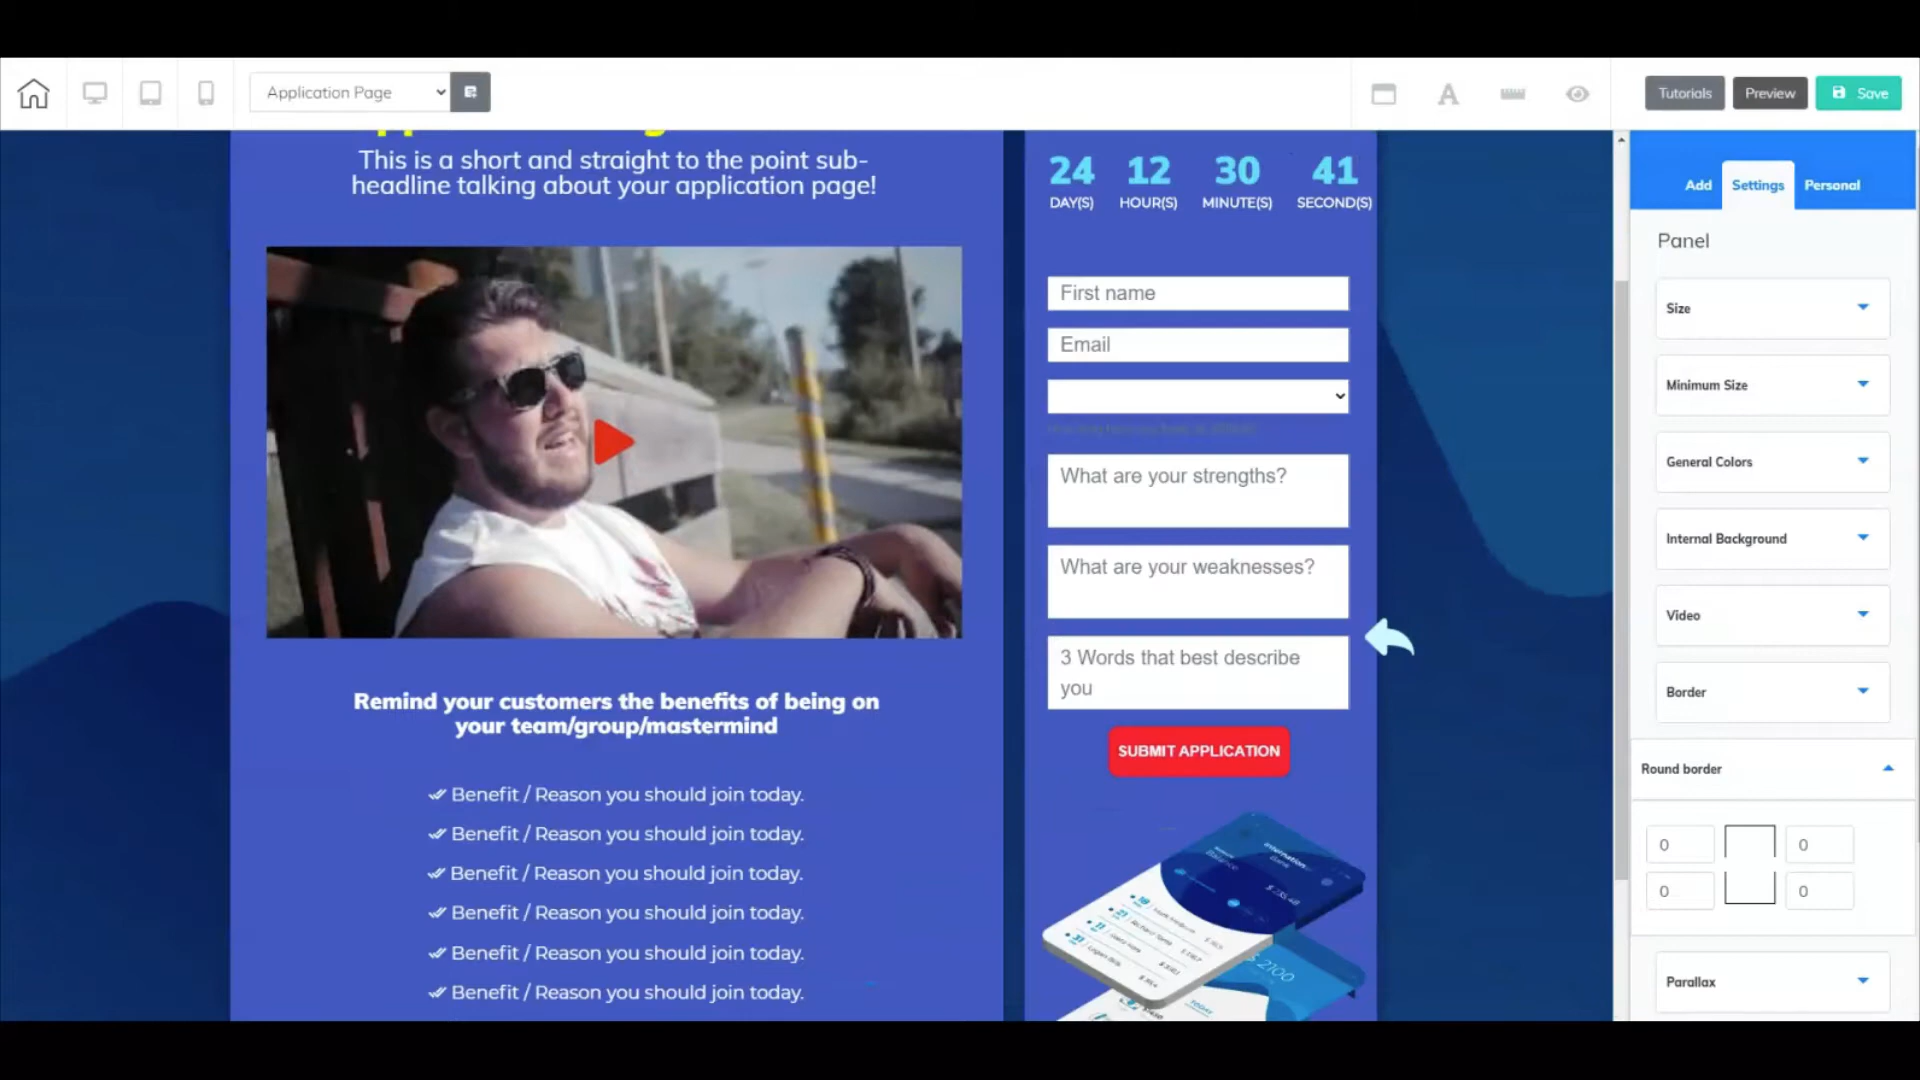 Application Page
Tutorials
Preview
Save
This is a short and straight to the point sub-
headline talking about your application page!
24 12 30 41
DAY(S) HOUR(S) MINUTE(S) SECOND(S)
First name
Email
What are your strengths?
What are your weaknesses?
3 Words that best describe
you
SUBMIT APPLICATION
Remind your customers the benefits of being on
your team/group/mastermind
Benefit / Reason you should join today.
Benefit / Reason you should join today.
Benefit / Reason you should join today.
Benefit / Reason you should join today.
Benefit / Reason you should join today.
Benefit / Reason you should join today.
$ 2100
TODAY
Add Settings Personal
Panel
Size
Minimum Size
General Colors
Internal Background
Video
Border
Round border
0 0
0 0
Parallax